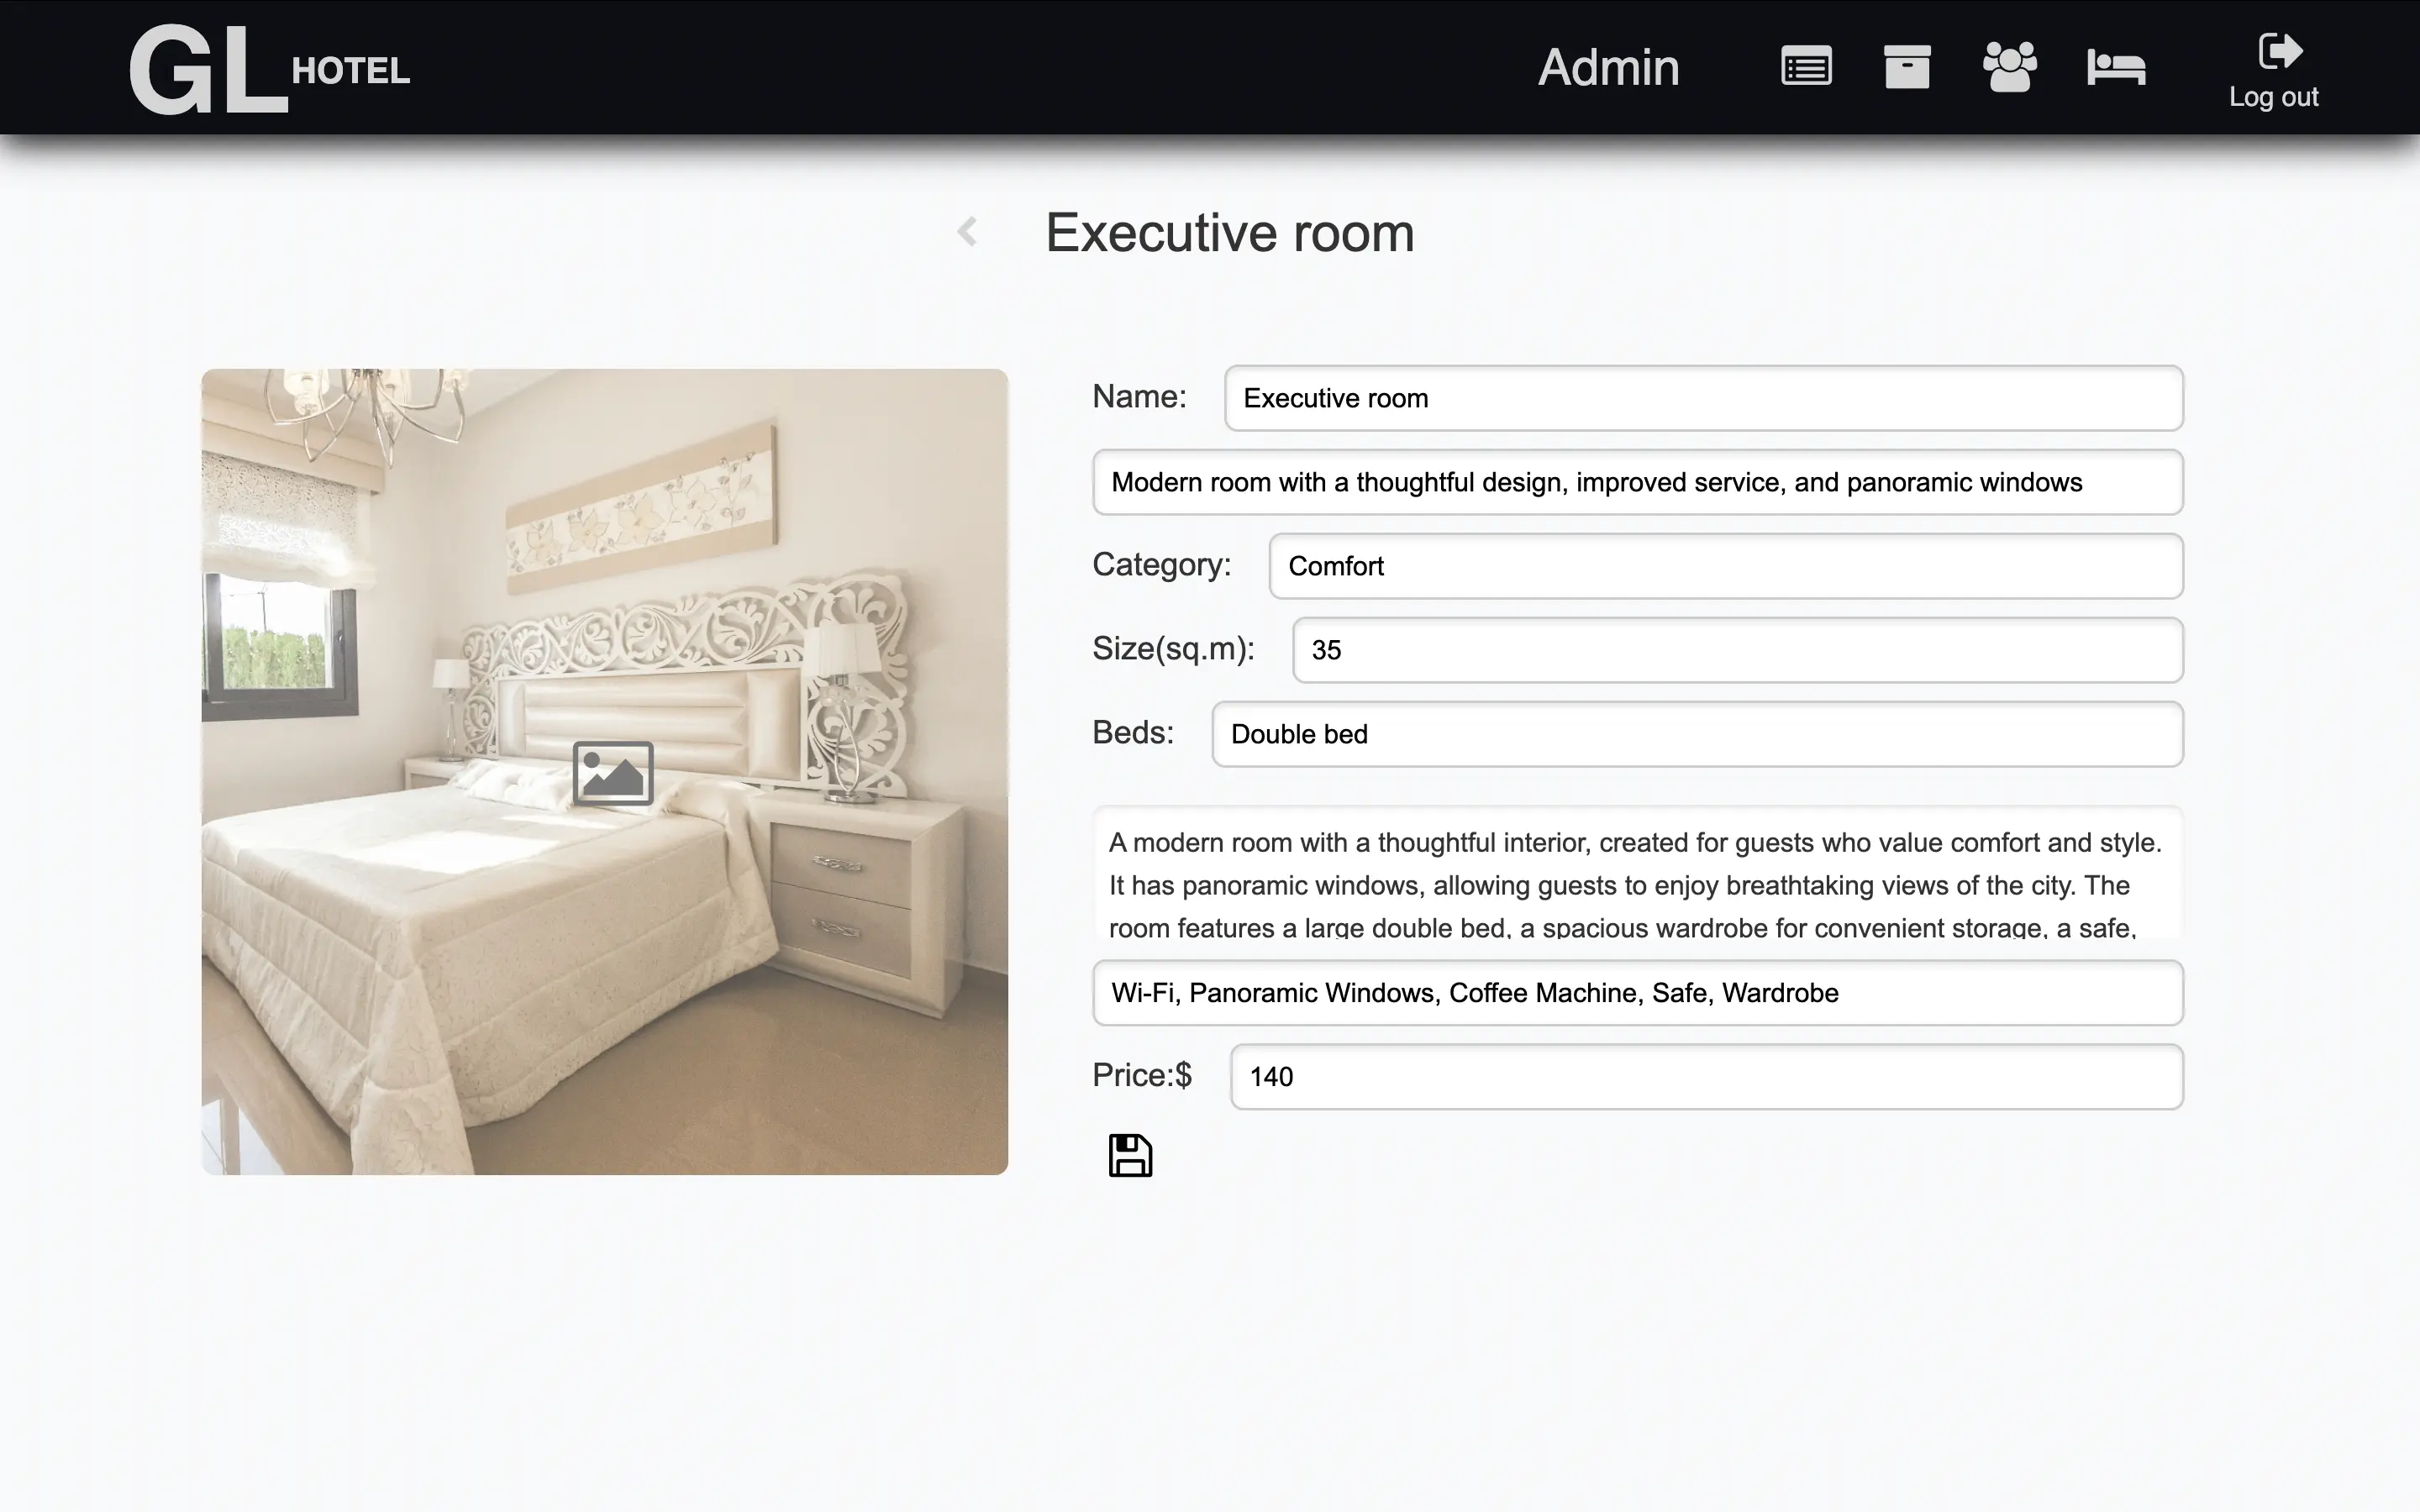 GL HOTEL
Admin
Log out
Executive room
Name: Executive room
Modern room with a thoughtful design, improved service, and panoramic windows
Category: Comfort
Size(sq.m): 35
Beds: Double bed
A modern room with a thoughtful interior, created for guests who value comfort and style.
It has panoramic windows, allowing guests to enjoy breathtaking views of the city. The
room features a large double bed, a spacious wardrobe for convenient storage, a safe,
Wi-Fi, Panoramic Windows, Coffee Machine, Safe, Wardrobe
Price:$ 140